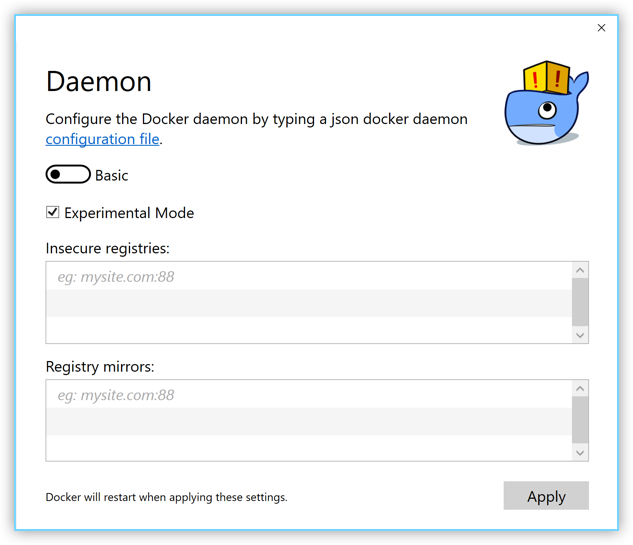 Daemon
Configure the Docker daemon by typing a json docker daemon
configuration file.
Basic
Experimental Mode
Insecure registries:
eg: mysite.com:88
Registry mirrors:
eg: mysite.com:88
Docker will restart when applying these settings.
Apply
! !